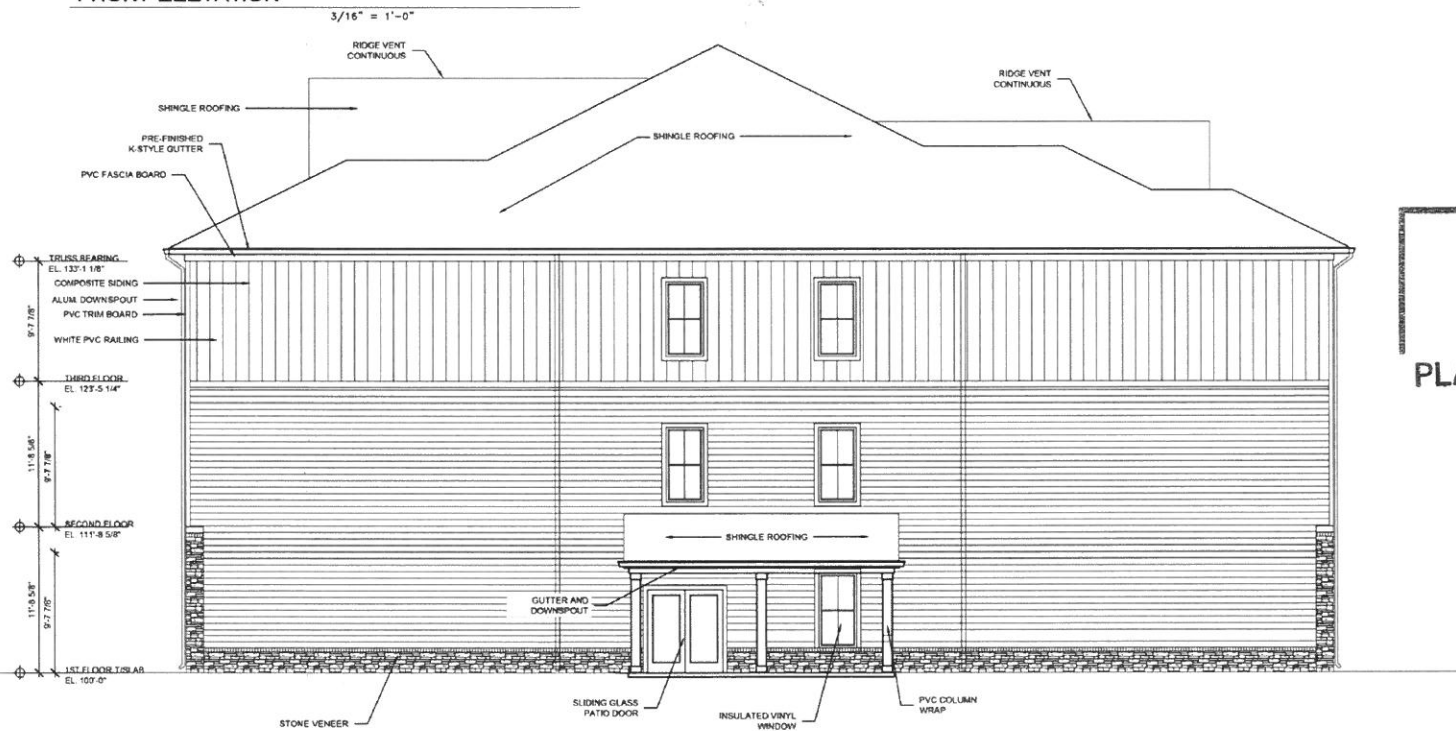 3/16" = 1'-0"
RIDGE VENT
CONTINUOUS
RIDGE VENT
CONTINUOUS
SHINGLE ROOFING
SHINGLE ROOFING
PRE-FINISHED
K-STYLE GUTTER
PVC FASCIA BOARD
TRUSS BEARING
EL. 133'-1 1/8"
COMPOSITE SIDING
ALUM. DOWNSPOUT
PVC TRIM BOARD
9'-7 7/8"
WHITE PVC RAILING
THIRD FLOOR
EL. 123'-5 1/4"
PLA
11'-8 5/8"
9'-7 7/8"
SECOND FLOOR
EL. 111'-8 5/8"
SHINGLE ROOFING
11'-8 5/8"
9'-7 7/8"
GUTTER AND
DOWNSPOUT
1ST FLOOR T/SLAB
EL. 100'-0"
SLIDING GLASS
PATIO DOOR
PVC COLUMN
WRAP
STONE VENEER
INSULATED VINYL
WINDOW